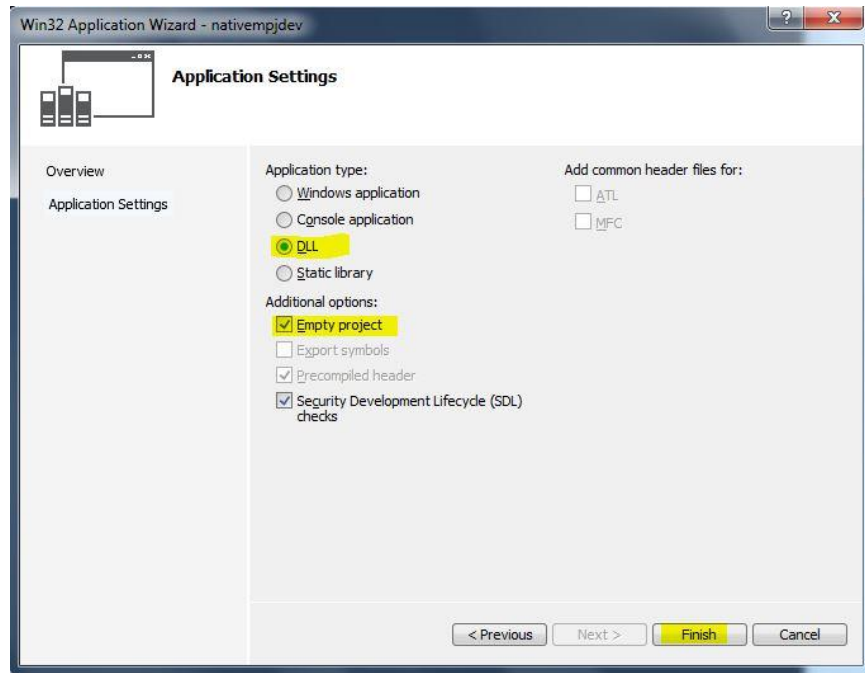 Win32 Application Wizard - nativempjdev
Application Settings
Overview
Application Settings
Application type:
Windows application
Console application
DLL
Static library
Additional options:
Empty project
Export symbols
Precompiled header
Security Development Lifecycle (SDL)
checks
Add common header files for:
ATL
MFC
< Previous
Next >
Finish
Cancel